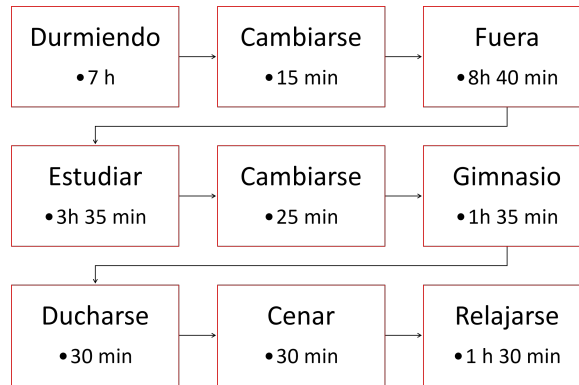 Durmiendo
•7 h
Cambiarse
•15 min
Fuera
•8h 40 min
Estudiar
•3h 35 min
Cambiarse
•25 min
Gimnasio
•1h 35 min
Ducharse
•30 min
Cenar
•30 min
Relajarse
•1 h 30 min